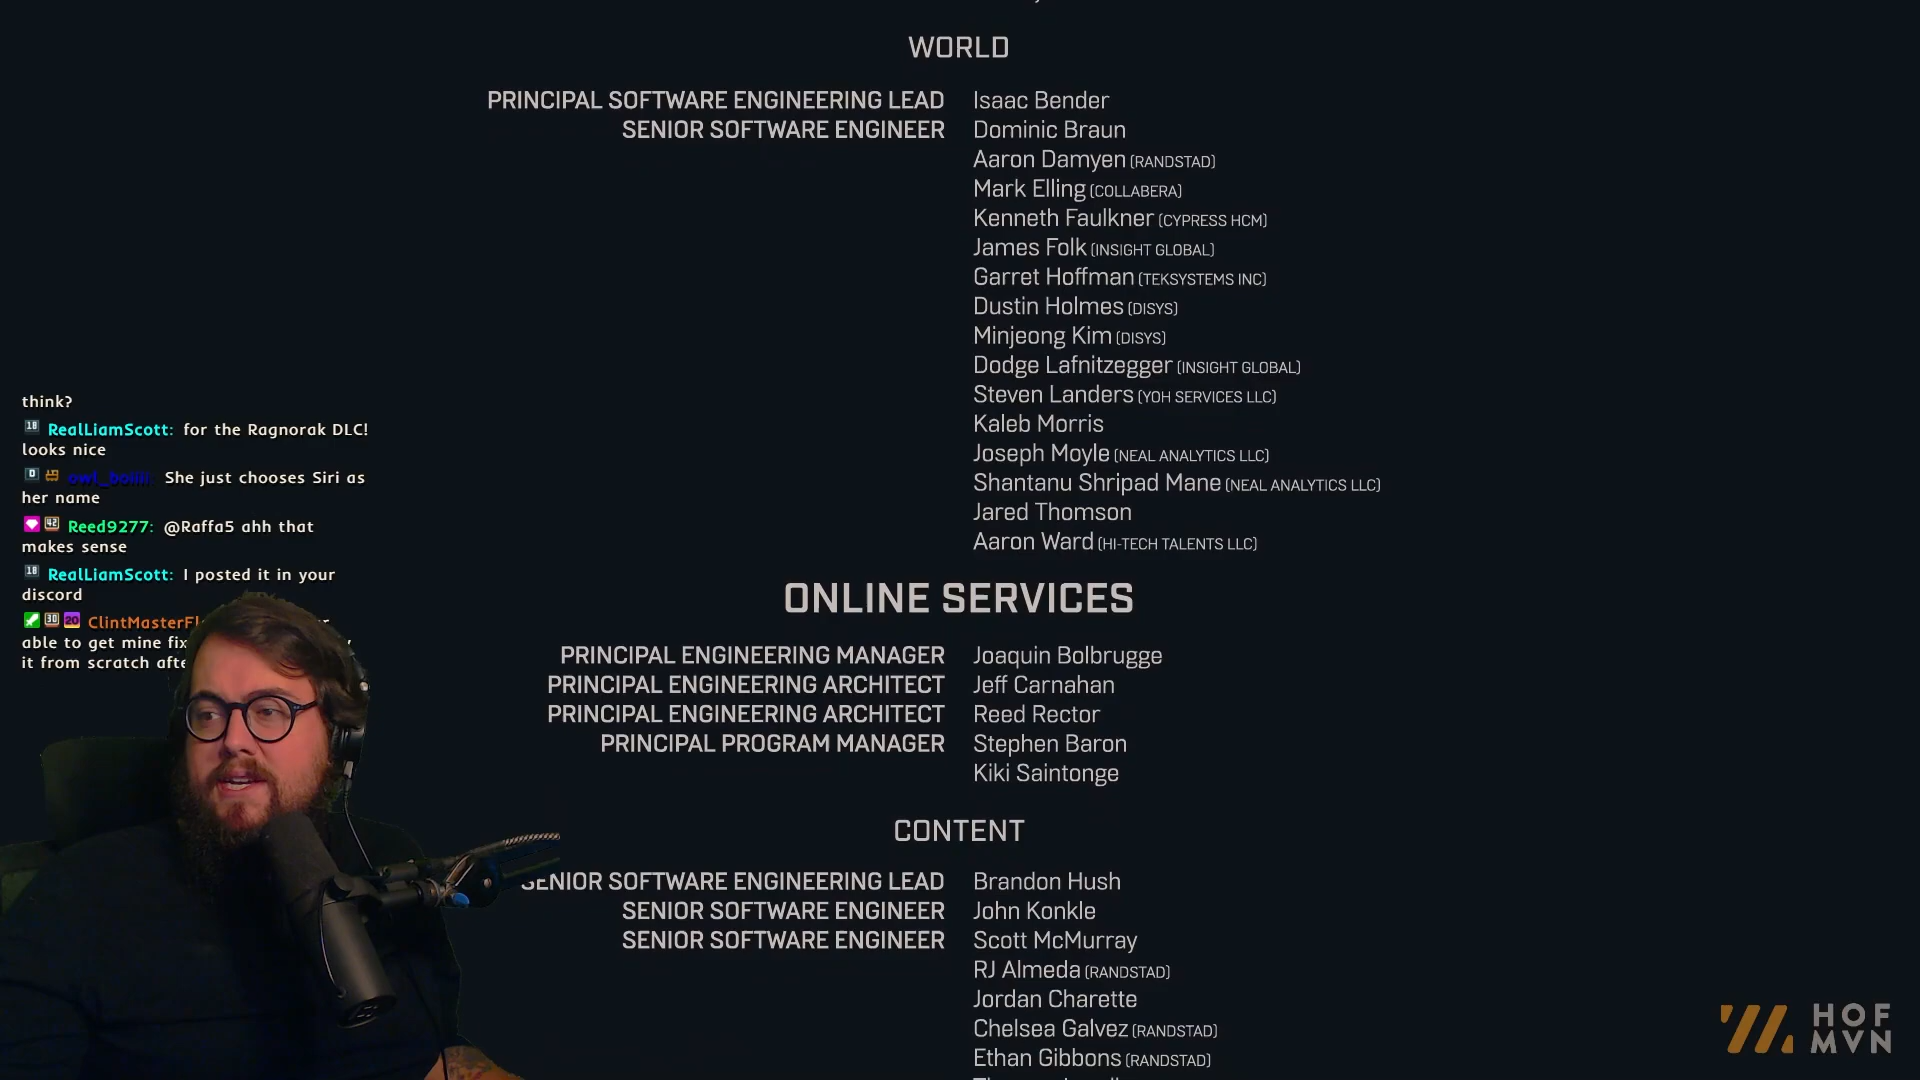 WORLD
PRINCIPAL SOFTWARE ENGINEERING LEAD Isaac Bender
SENIOR SOFTWARE ENGINEER Dominic Braun
Aaron Damyen (RANDSTAD)
Mark Elling (COLLABERA)
Kenneth Faulkner (CYPRESS HCM)
James Folk (INSIGHT GLOBAL)
Garret Hoffman (TEKSYSTEMS INC)
Dustin Holmes (DISYS)
Minjeong Kim (DISYS)
Dodge Lafnitzegger (INSIGHT GLOBAL)
Steven Landers (YOH SERVICES LLC)
Kaleb Morris
Joseph Moyle (NEAL ANALYTICS LLC)
Shantanu Shripad Mane (NEAL ANALYTICS LLC)
Jared Thomson
Aaron Ward (HI-TECH TALENTS LLC)
ONLINE SERVICES
PRINCIPAL ENGINEERING MANAGER Joaquin Bolbrugge
PRINCIPAL ENGINEERING ARCHITECT Jeff Carnahan
PRINCIPAL ENGINEERING ARCHITECT Reed Rector
PRINCIPAL PROGRAM MANAGER Stephen Baron
Kiki Saintonge
CONTENT
SENIOR SOFTWARE ENGINEERING LEAD Brandon Hush
SENIOR SOFTWARE ENGINEER John Konkle
SENIOR SOFTWARE ENGINEER Scott McMurray
RJ Almeda (RANDSTAD)
Jordan Charette
Chelsea Galvez (RANDSTAD)
Ethan Gibbons (RANDSTAD)
think?
18 RealLiamScott: for the Ragnorak DLC!
looks nice
She just chooses Siri as
her name
42 Reed9277: @Raffa5 ahh that
makes sense
18 RealLiamScott: I posted it in your
discord
30 20
able to get mine
it from scratch
HOF
MVN